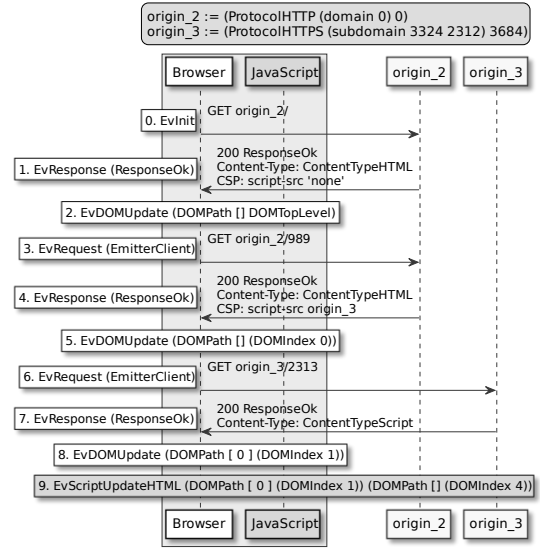 origin_2 := (ProtocolHTTP (domain 0) 0)
origin_3 := (ProtocolHTTPS (subdomain 3324 2312) 3684)
Browser
JavaScript
origin_2
origin_3
GET origin_2/
0. EvInit
200 ResponseOk
Content-Type: ContentTypeHTML
CSP: script-src 'none'
1. EvResponse (ResponseOk)
2. EvDOMUpdate (DOMPath [] DOMTopLevel)
GET origin_2/989
3. EvRequest (EmitterClient)
200 ResponseOk
Content-Type: ContentTypeHTML
CSP: script-src origin_3
4. EvResponse (ResponseOk)
5. EvDOMUpdate (DOMPath [] (DOMIndex 0))
GET origin_3/2313
6. EvRequest (EmitterClient)
200 ResponseOk
Content-Type: ContentTypeScript
7. EvResponse (ResponseOk)
8. EvDOMUpdate (DOMPath [ 0 ] (DOMIndex 1))
9. EvScriptUpdateHTML (DOMPath [ 0 ] (DOMIndex 1)) (DOMPath [] (DOMIndex 4))
Browser
JavaScript
origin_2
origin_3